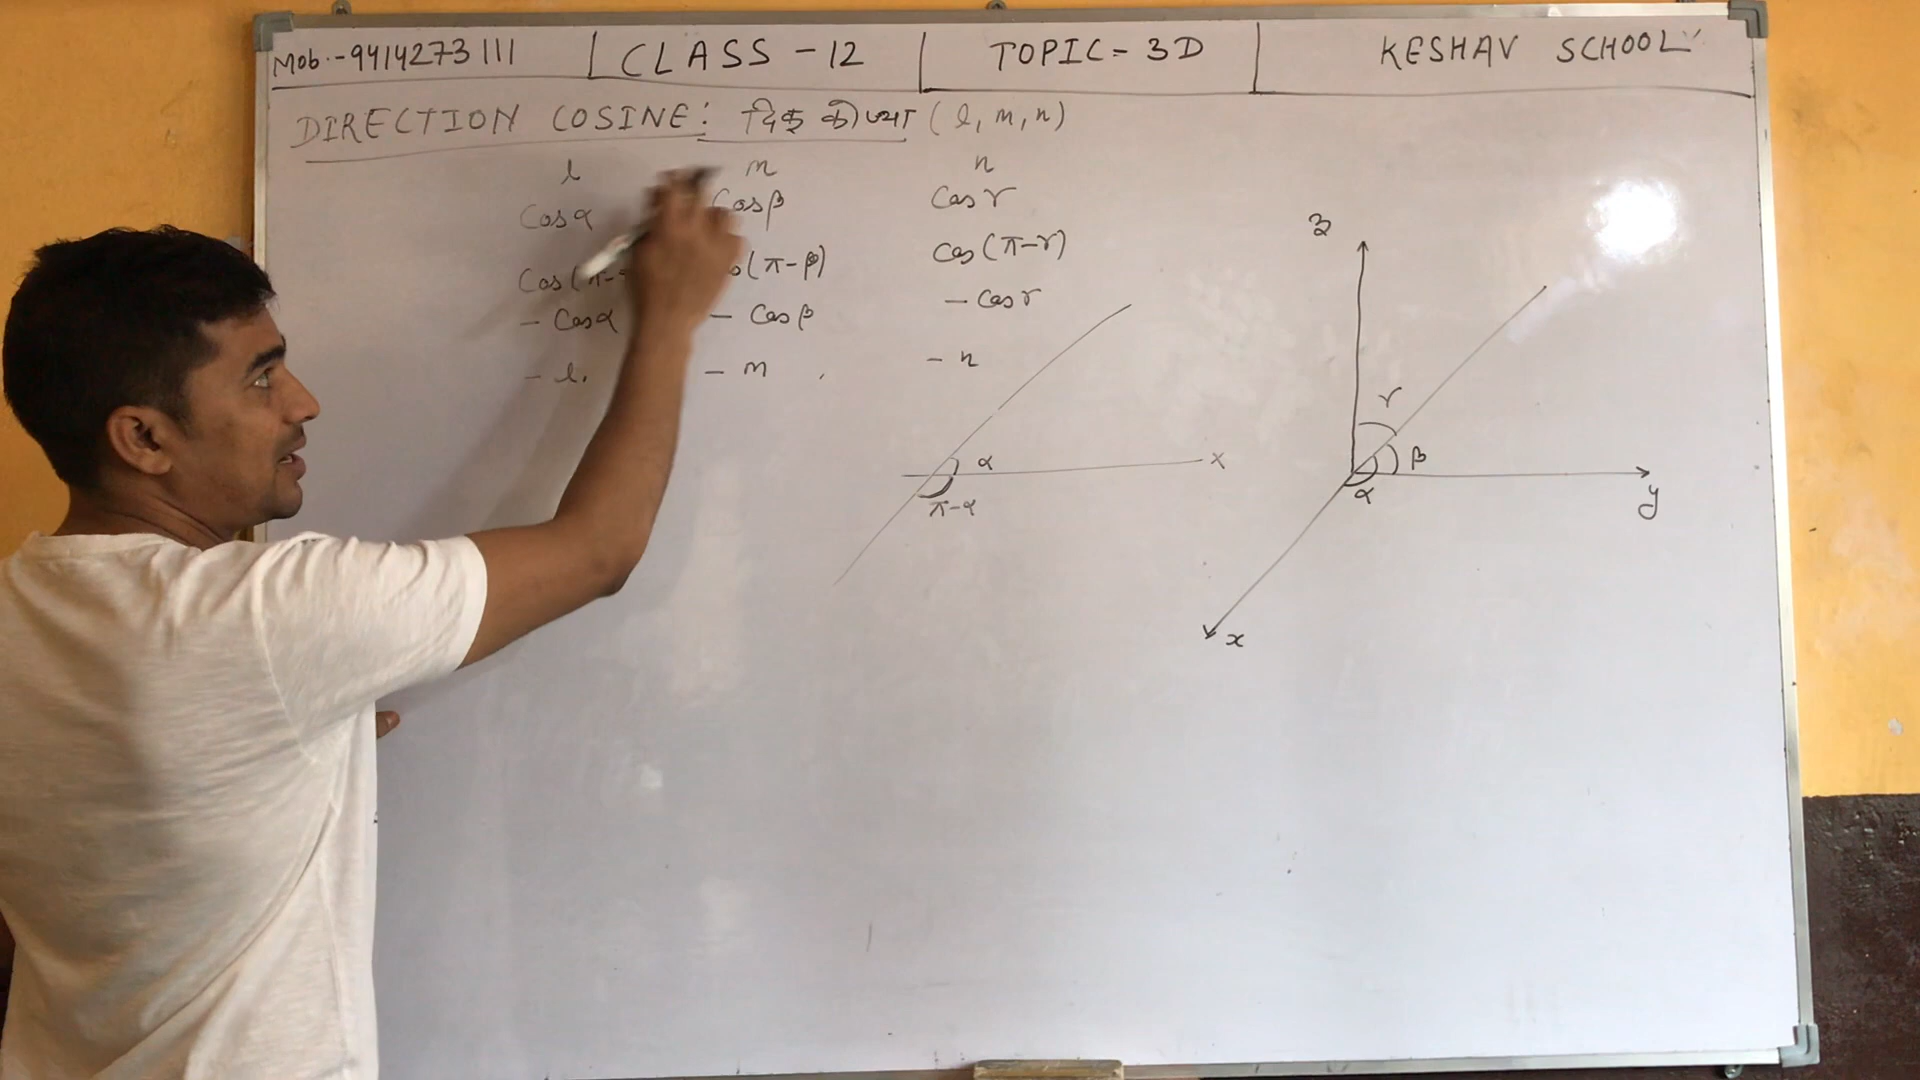 Mob.-9414273111 CLASS - 12 TOPIC = 3D KESHAV SCHOOL
DIRECTION COSINE: दिक् कोज्या (l, m, n)
l m n
Cosα Cosβ Cosγ
Cos(π- (π-β) Cos(π-γ)
- Cosα - Cosβ - Cosγ
- l, - m , - n
α x
π-α
z
γ
β
α
y
x